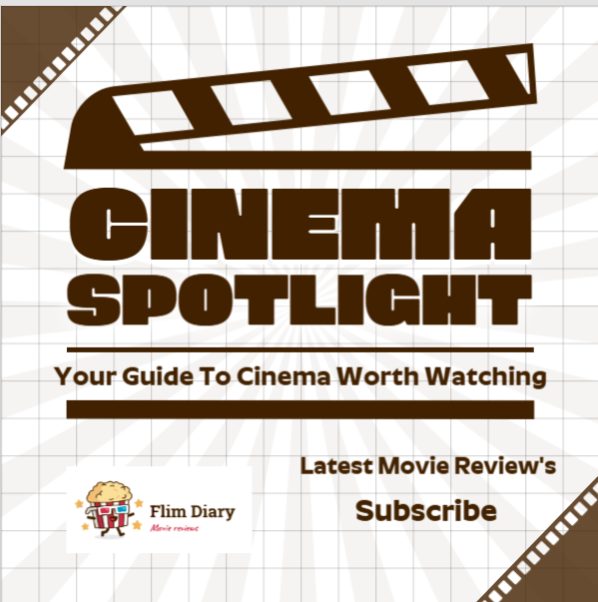 CINEMA
SPOTLIGHT
Your Guide To Cinema Worth Watching
Latest Movie Review's
Subscribe
Flim Diary
Movie reviews